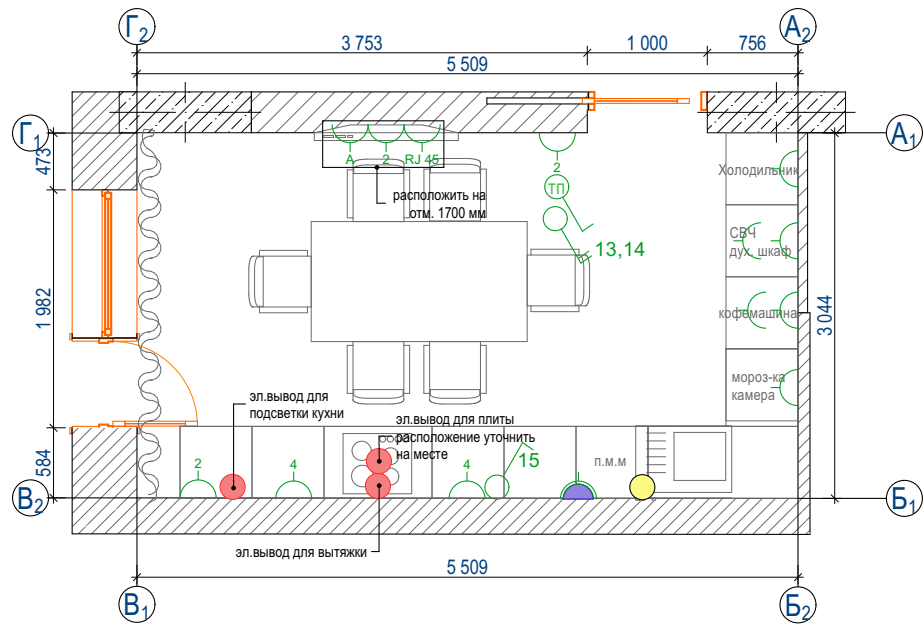 Г2
А2
3 753
1 000
756
5 509
Г1
А1
473
А
2
RJ 45
2
Холодильник
ТП
расположить на
отм. 1700 мм
СВЧ
дух, шкаф
13,14
1 982
3 044
кофемашина
мороз-ка
камера
эл.вывод для
подсветки кухни
эл.вывод для плиты
расположение уточнить
на месте
584
2
4
4
15
п.м.м
В2
Б1
эл.вывод для вытяжки
5 509
В1
Б2